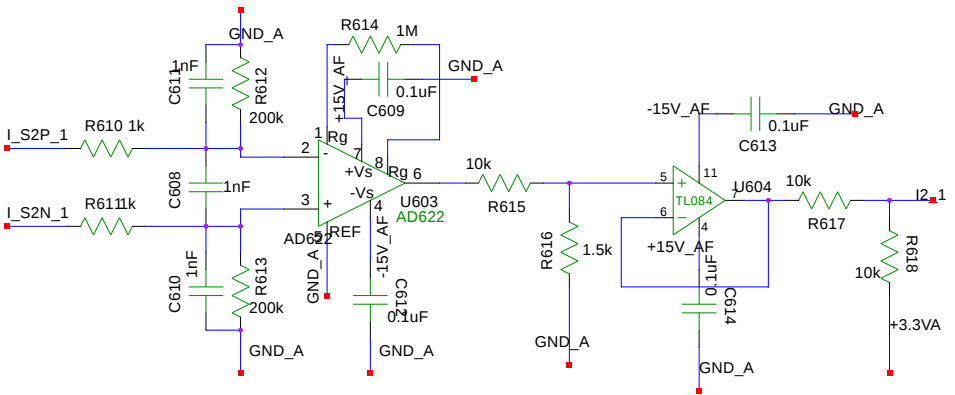 GND_A
R614
1M
1nF
C611
R612
200k
+15V_AF
GND_A
0.1uF
C609
-15V_AF
GND_A
0.1uF
C613
I_S2P_1
R610 1k
1 Rg
2
-
7
8
+Vs
Rg 6
C608
1nF
I_S2N_1
R611
1k
3
+
-Vs
4
U603
AD622
AD622
5
REF
10k
R615
5
+
11
TL084
7
U604
6
-
4
+15V_AF
10k
R617
I2_1
C610
1nF
R613
200k
GND_A
GND_A
-15V_AF
C612
0.1uF
GND_A
R616
1.5k
GND_A
0.1uF
C614
GND_A
R618
10k
+3.3VA